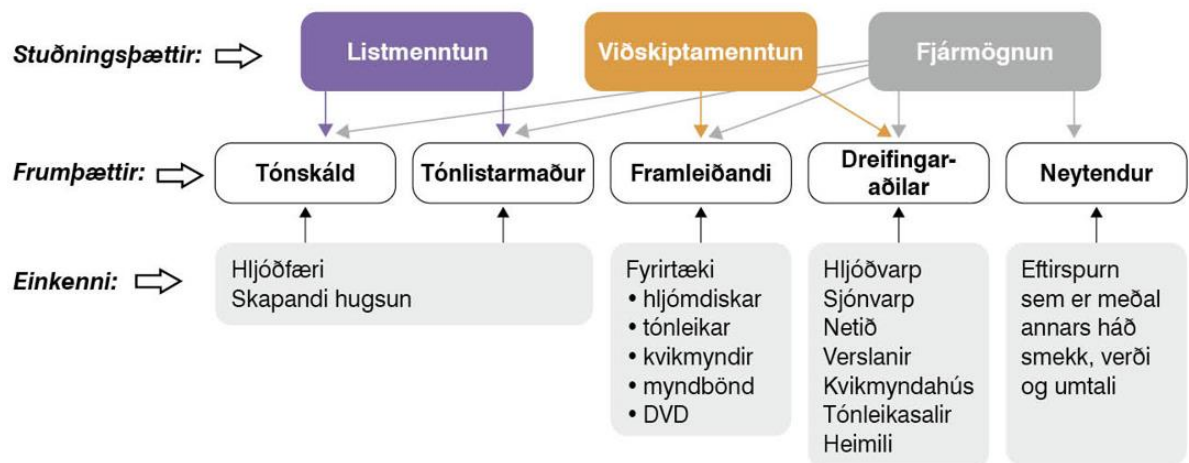 Stuðningsþættir:
Listmenntun
Viðskiptamenntun
Fjármögnun
Frumþættir:
Tónskáld
Tónlistarmaður
Framleiðandi
Dreifingar-
aðilar
Neytendur
Einkenni:
Hljóðfæri
Skapandi hugsun
Fyrirtæki
• hljómdiskar
• tónleikar
• kvikmyndir
• myndbönd
• DVD
Hljóðvarp
Sjónvarp
Netið
Verslanir
Kvikmyndahús
Tónleikasalir
Heimili
Eftirspurn
sem er meðal
annars háð
smekk, verði
og umtali